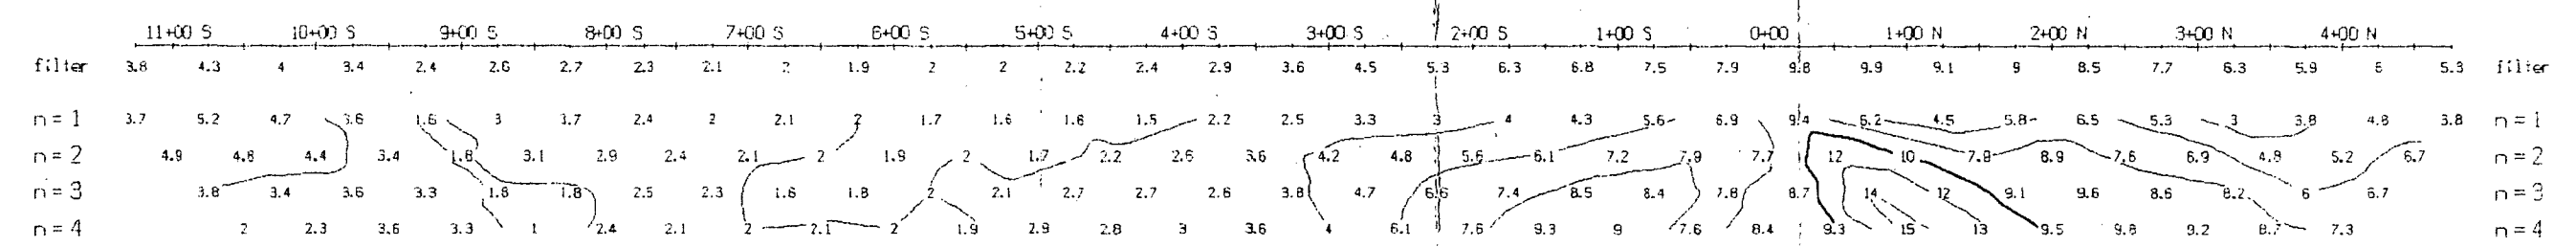 11+00 S 10+00 S 9+00 S 8+00 S 7+00 S 6+00 S 5+00 S 4+00 S 3+00 S 2+00 S 1+00 S 0+00 1+00 N 2+00 N 3+00 N 4+00 N
filter 3.8 4.3 4 3.4 2.4 2.6 2.7 2.3 2.1 2 1.9 2 2 2.2 2.4 2.9 3.6 4.5 5.3 6.3 6.8 7.5 7.9 9.8 9.9 9.1 9 8.5 7.7 6.3 5.9 6 5.3 filter
n = 1 3.7 5.2 4.7 3.6 1.6 3 3.7 2.4 2 2.1 2 1.7 1.6 1.6 1.5 2.2 2.5 3.3 3 4 4.3 5.6 6.9 9.4 6.2 4.5 5.8 6.5 5.3 3 3.8 4.8 3.8 n = 1
n = 2 4.9 4.8 4.4 3.4 1.8 3.1 2.9 2.4 2.1 2 1.9 2 1.7 2.2 2.6 3.6 4.2 4.8 5.6 6.1 7.2 7.9 7.7 12 10 7.9 8.9 7.6 6.9 4.9 5.2 6.7 n = 2
n = 3 3.8 3.4 3.6 3.3 1.6 1.8 2.5 2.3 1.6 1.8 2 2.1 2.7 2.7 2.6 3.8 4.7 6.6 7.4 8.5 8.4 7.8 8.7 14 12 9.1 9.6 8.6 8.2 6 6.7 n = 3
n = 4 2 2.3 3.6 3.3 1 2.4 2.1 2 2.1 2 1.9 2.9 2.8 3 3.6 4 6.1 7.6 9.3 9 7.6 8.4 9.3 15 13 9.5 9.8 9.2 8.7 7.3 n = 4